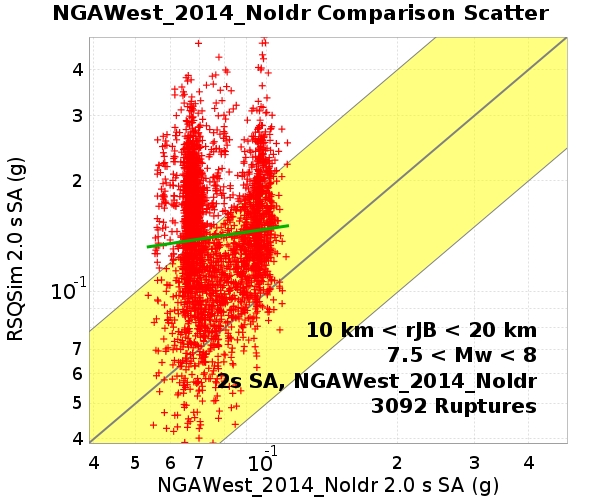 NGAWest_2014_NoIdr Comparison Scatter
RSQSim 2.0 s SA (g)
4
3
2
10-1
7
6
5
4
10 km < rJB < 20 km
7.5 < Mw < 8
2s SA, NGAWest_2014_NoIdr
3092 Ruptures
4 5 6 7 10-1 2 3 4
NGAWest_2014_NoIdr 2.0 s SA (g)